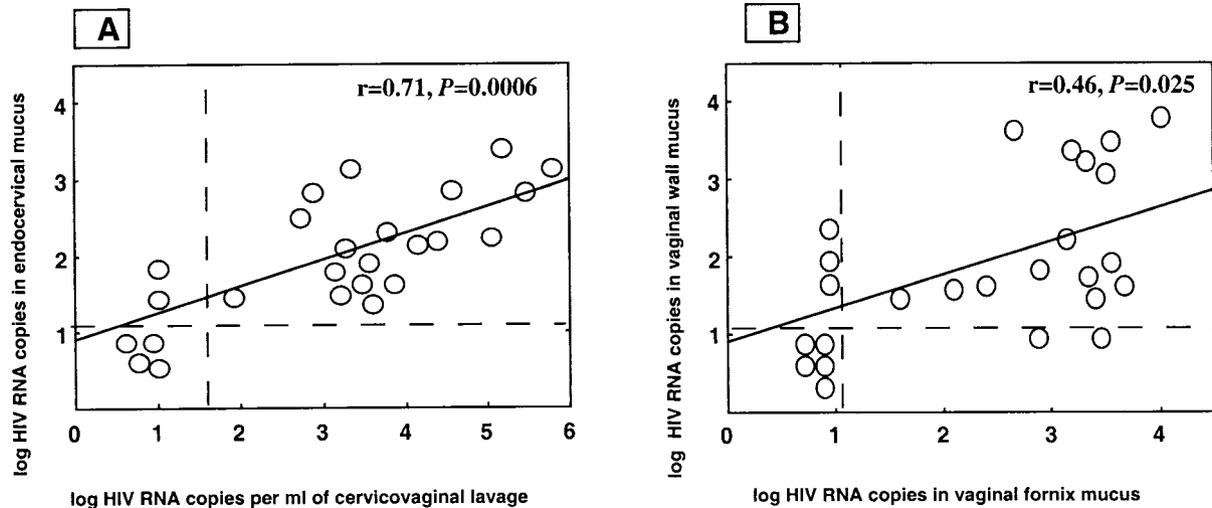 A
r=0.71, P=0.0006
log HIV RNA copies in endocervical mucus
4
3
2
1
0 1 2 3 4 5 6
log HIV RNA copies per ml of cervicovaginal lavage
B
r=0.46, P=0.025
log HIV RNA copies in vaginal wall mucus
4
3
2
1
0 1 2 3 4
log HIV RNA copies in vaginal fornix mucus